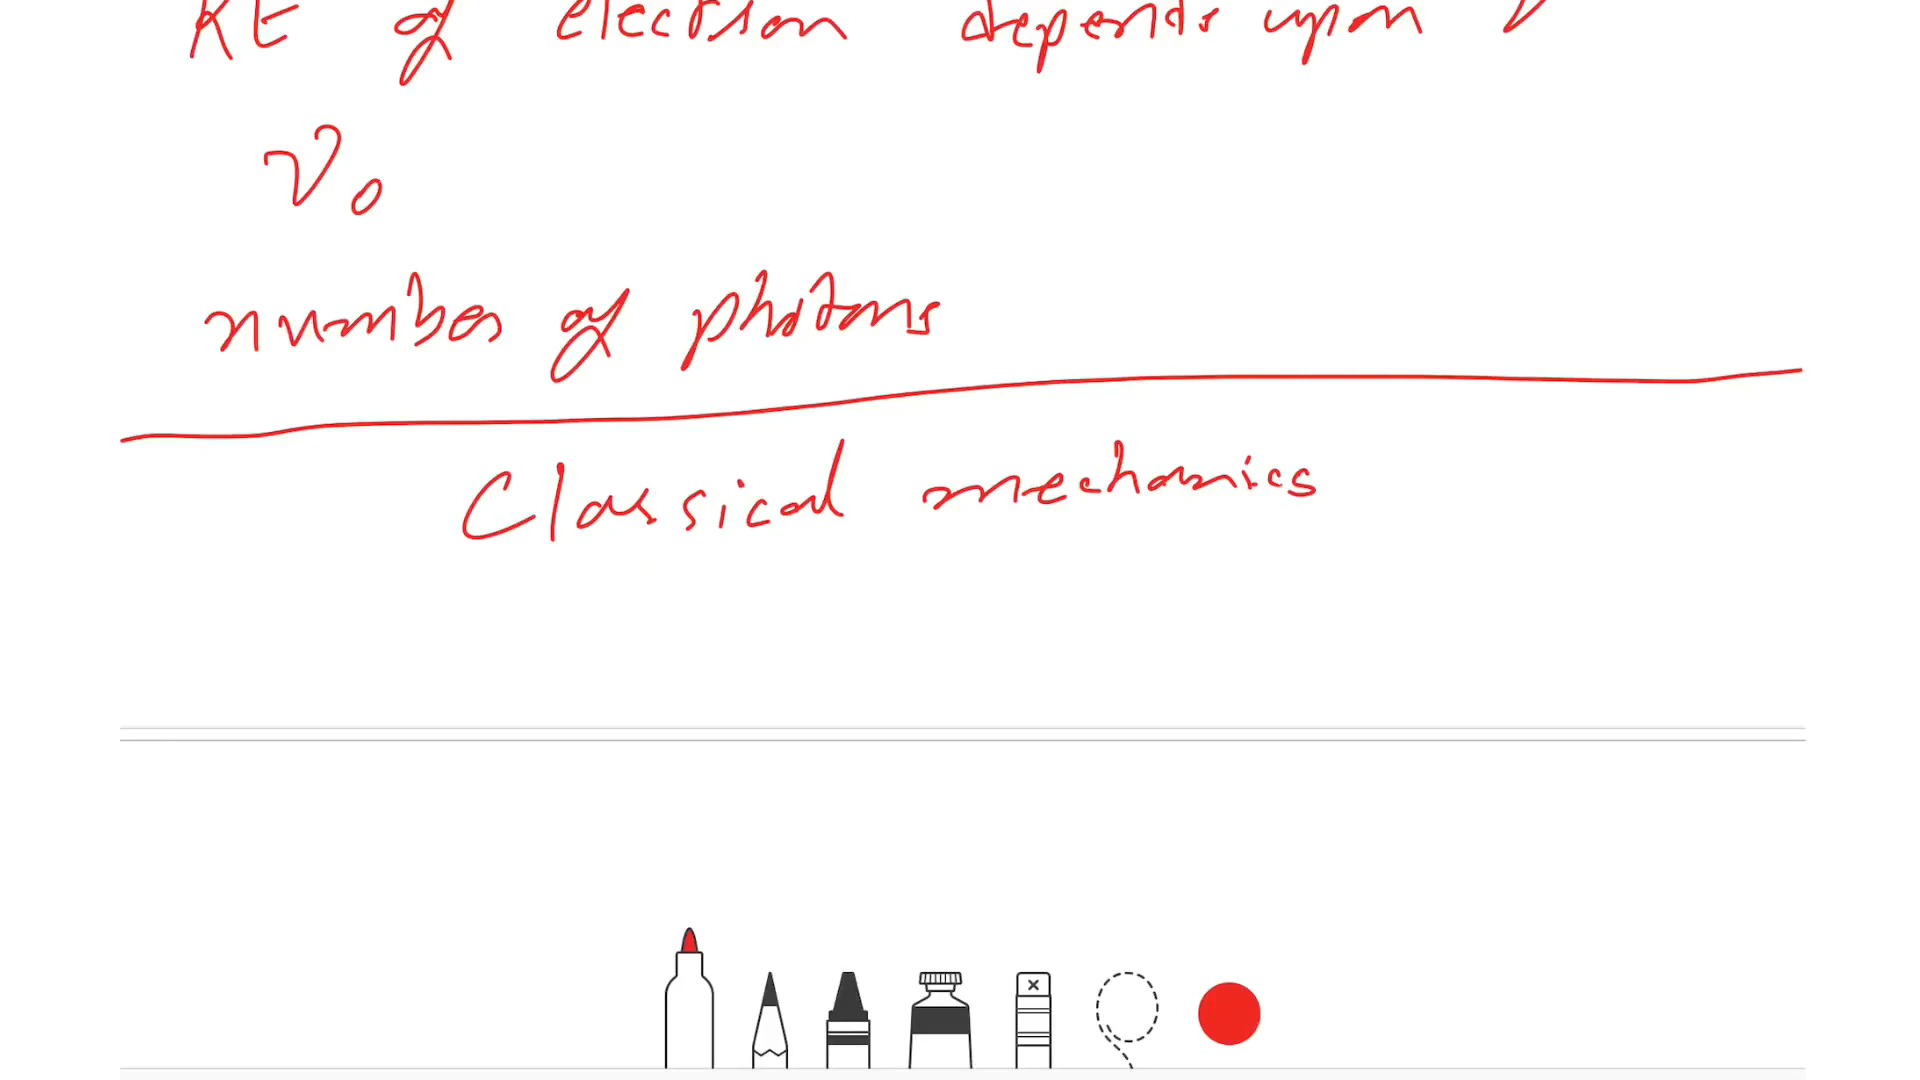 KE of electron depends upon ν
ν₀
number of photons
Classical mechanics